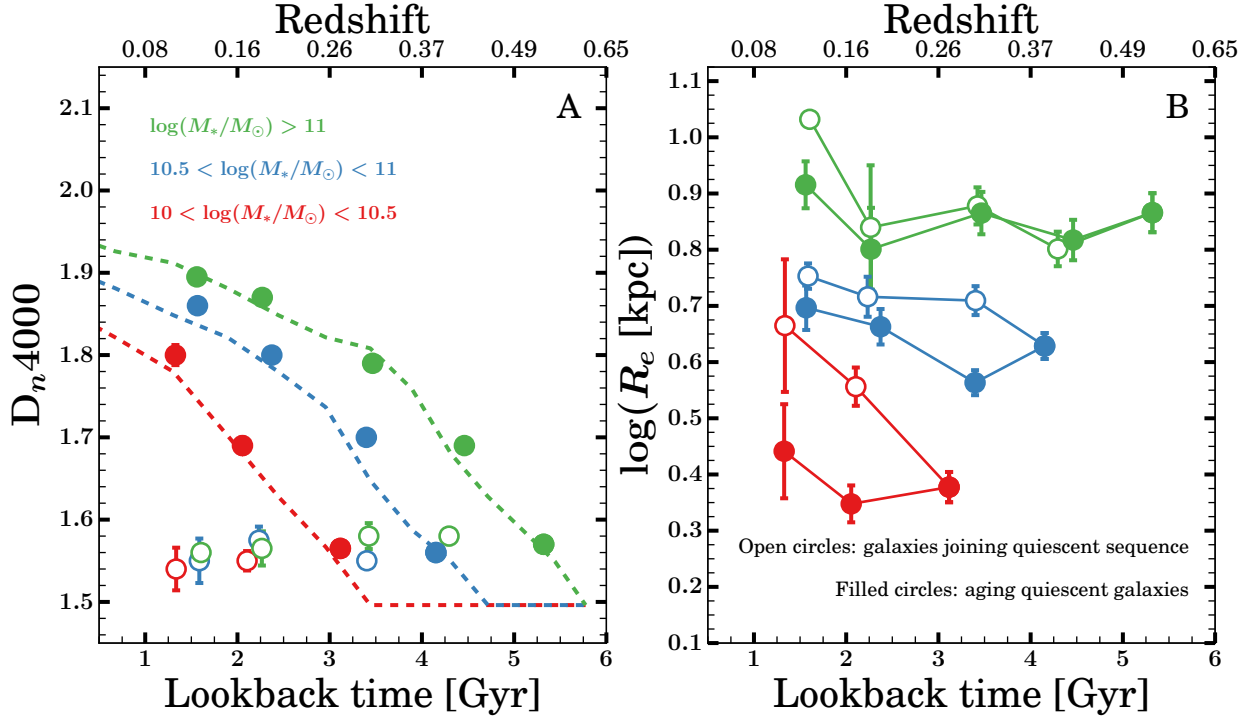 Redshift
0.08 0.16 0.26 0.37 0.49 0.65
A
log(M∗/M⊙) > 11
10.5 < log(M∗/M⊙) < 11
10 < log(M∗/M⊙) < 10.5
2.1
2.0
1.9
1.8
1.7
1.6
1.5
Dn4000
1 2 3 4 5 6
Lookback time [Gyr]
Redshift
0.08 0.16 0.26 0.37 0.49 0.65
B
1.1
1.0
0.9
0.8
0.7
0.6
0.5
0.4
0.3
0.2
0.1
log(Re [kpc])
Open circles: galaxies joining quiescent sequence
Filled circles: aging quiescent galaxies
1 2 3 4 5 6
Lookback time [Gyr]